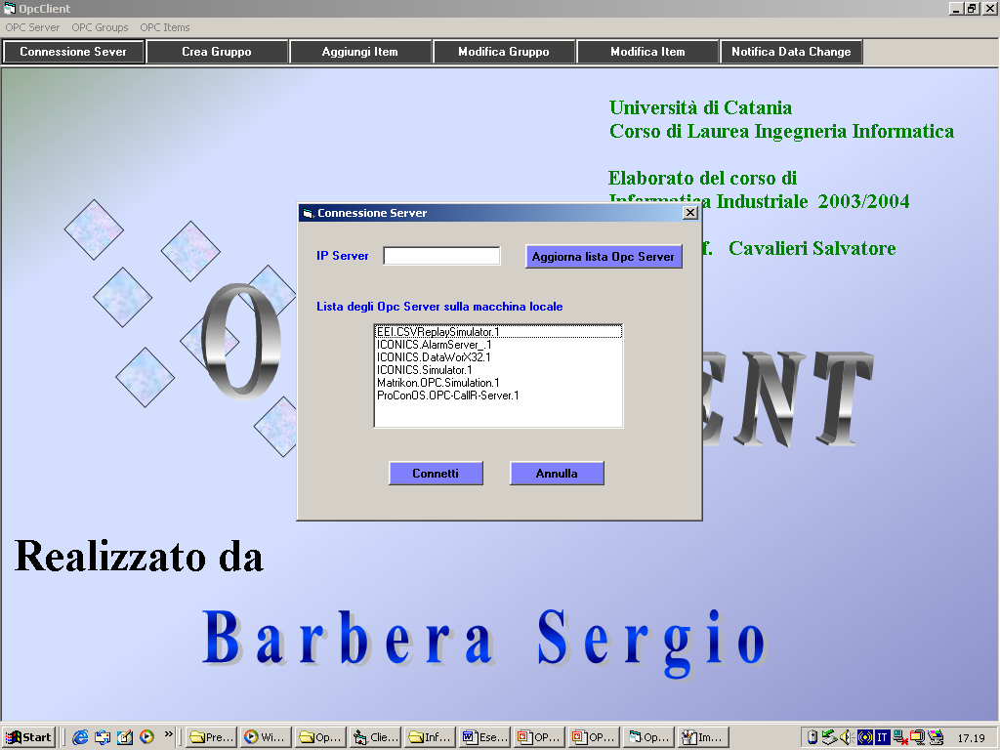 OpcClient
OPC Server OPC Groups OPC Items
Connessione Sever Crea Gruppo Aggiungi Item Modifica Gruppo Modifica Item Notifica Data Change
Università di Catania
Corso di Laurea Ingegneria Informatica
Elaborato del corso di
Informatica Industriale 2003/2004
f. Cavalieri Salvatore
Connessione Server
IP Server Aggiorna lista Opc Server
Lista degli Opc Server sulla macchina locale
EEI.CSVReplaySimulator.1
ICONICS.AlarmServer_.1
ICONICS.DataWorX32.1
ICONICS.Simulator.1
Matrikon.OPC.Simulation.1
ProConOS.OPC-CallR-Server.1
Connetti Annulla
O ENT
Realizzato da
Barbera Sergio
Start » Pre... Wi... Op... Clie... Inf... Ese... OP... OP... Op... Im... IT 17.19